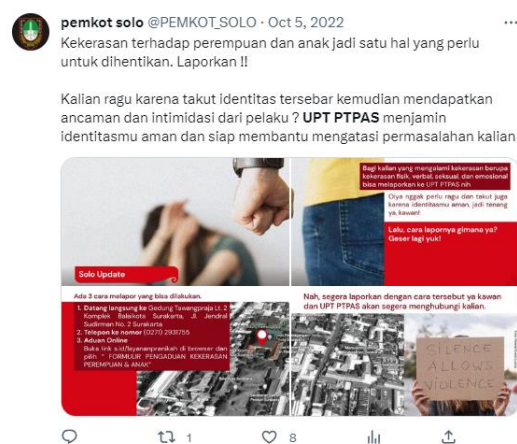 pemkot solo @PEMKOT_SOLO · Oct 5, 2022
Kekerasan terhadap perempuan dan anak jadi satu hal yang perlu
untuk dihentikan. Laporkan !!
Kalian ragu karena takut identitas tersebar kemudian mendapatkan
ancaman dan intimidasi dari pelaku ? UPT PTPAS menjamin
identitasmu aman dan siap membantu mengatasi permasalahan kalian
Solo Update
Bagi kalian yang mengalami kekerasan berupa
kekerasan fisik, verbal, seksual, dan emosional
bisa melaporkan ke UPT PTPAS nih
Oiya nggak perlu ragu dan takut juga
karena identitasmu aman, jadi tenang
ya, kawan!
Lalu, cara lapornya gimana ya?
Geser lagi yuk!
Ada 3 cara melapor yang bisa dilakukan.
1. Datang langsung ke Gedung Tawangpraja Lt. 2
Komplek Balaikota Surakarta, Jl. Jendral
Sudirman No. 2 Surakarta
2. Telepon ke nomor (0271) 2931755
3. Aduan Online
Buka link s.id/layananpranikah di browser dan
pilih " FORMULIR PENGADUAN KEKERASAN
PEREMPUAN & ANAK"
Nah, segera laporkan dengan cara tersebut ya kawan
dan UPT PTPAS akan segera menghubungi kalian.
SILENCE
ALLOWS
VIOLENCE
1
8